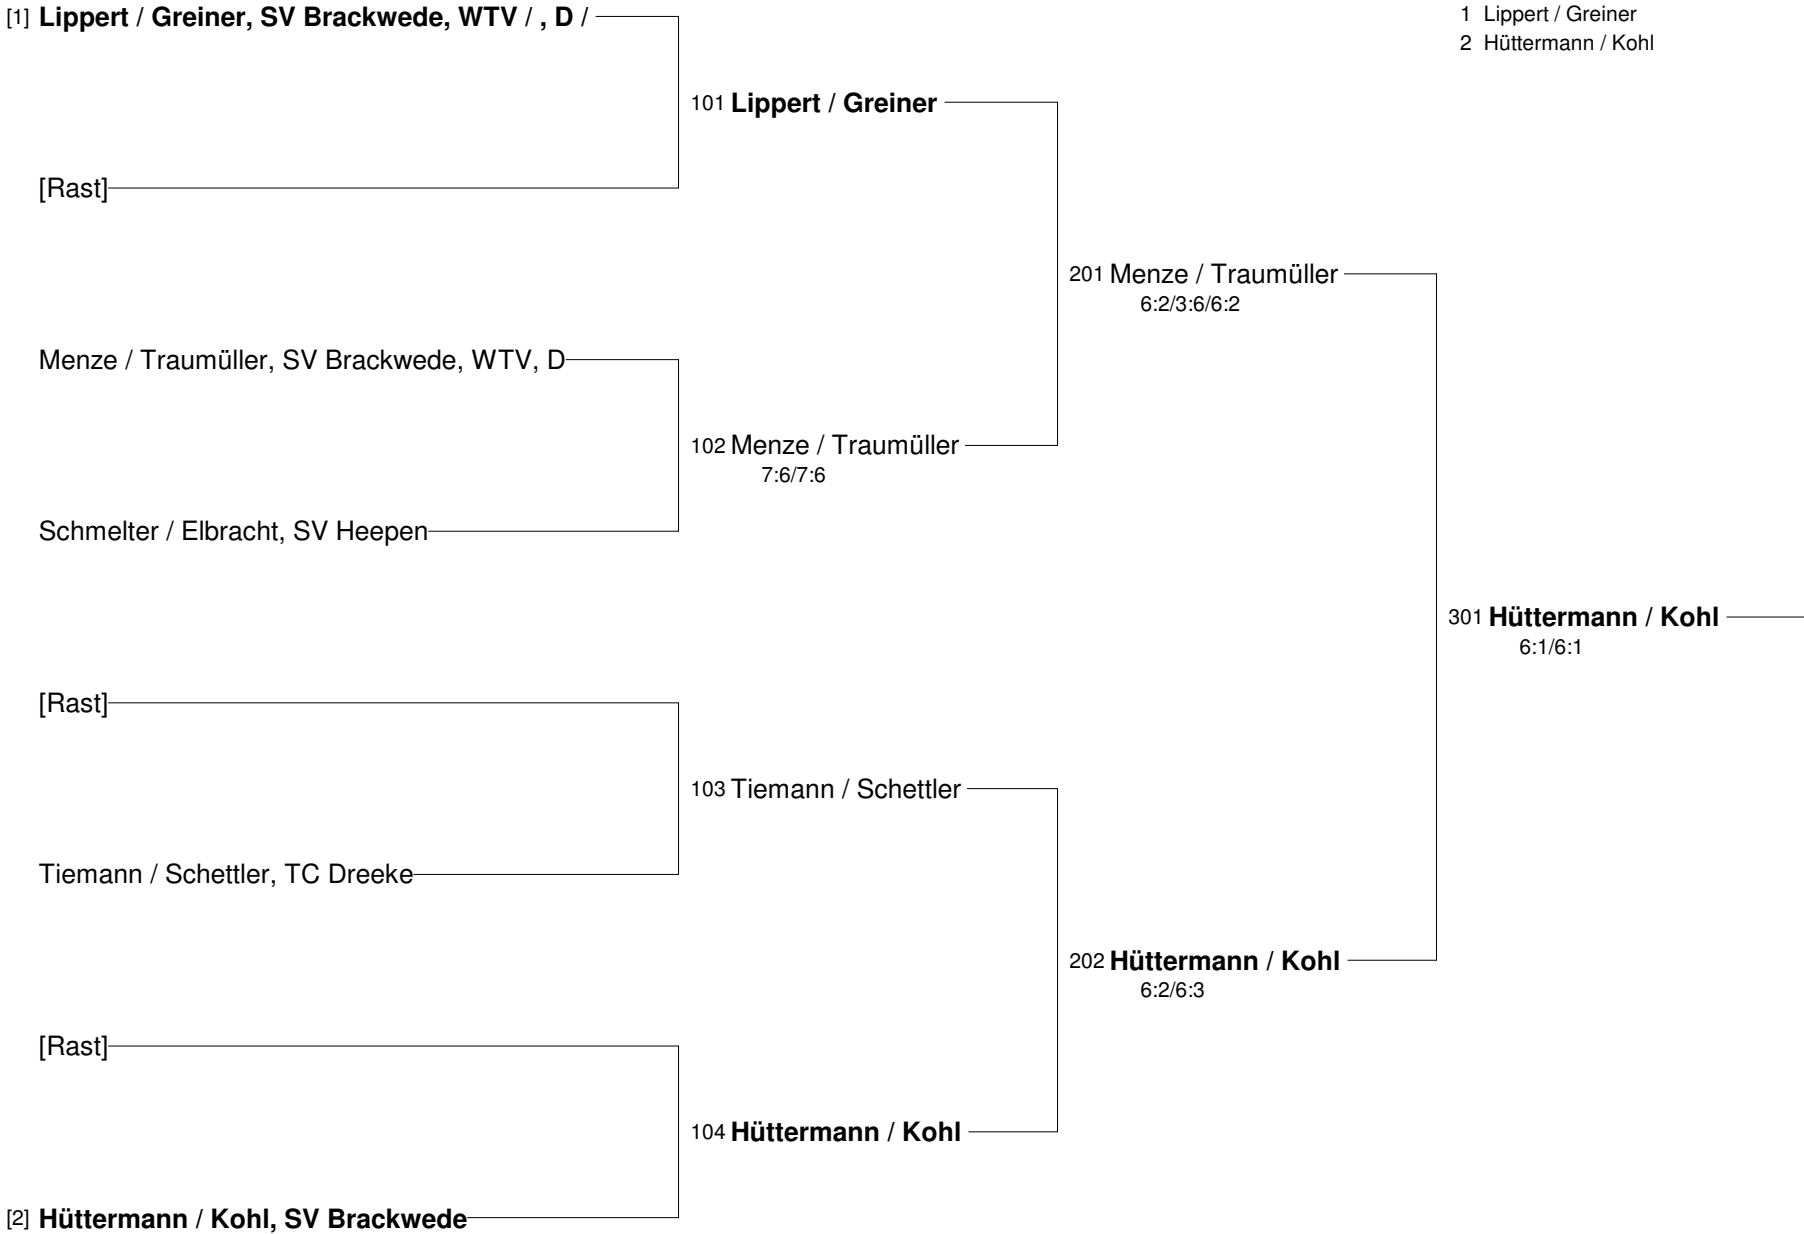 [1] Lippert / Greiner, SV Brackwede, WTV / , D /
1 Lippert / Greiner
2 Hüttermann / Kohl
101 Lippert / Greiner
[Rast]
201 Menze / Traumüller
6:2/3:6/6:2
Menze / Traumüller, SV Brackwede, WTV, D
102 Menze / Traumüller
7:6/7:6
Schmelter / Elbracht, SV Heepen
301 Hüttermann / Kohl
6:1/6:1
[Rast]
103 Tiemann / Schettler
Tiemann / Schettler, TC Dreeke
202 Hüttermann / Kohl
6:2/6:3
[Rast]
104 Hüttermann / Kohl
[2] Hüttermann / Kohl, SV Brackwede